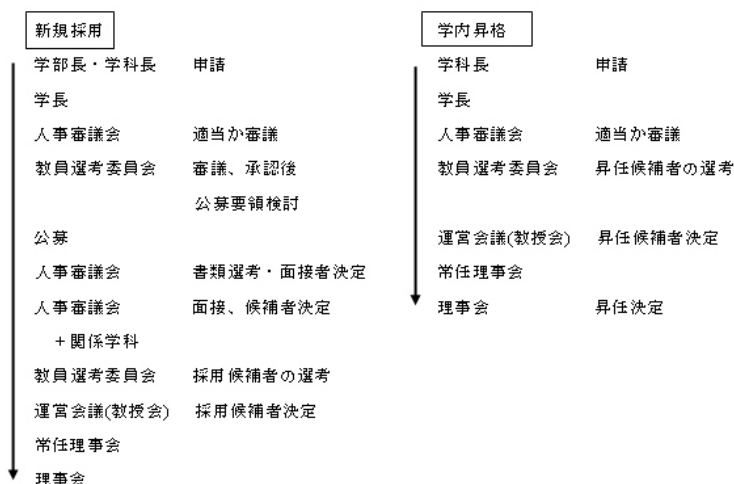 新規採用
学部長・学科長 申請
学長
人事審議会 適当か審議
教員選考委員会 審議、承認後
公募要領検討
公募
人事審議会 書類選考・面接者決定
人事審議会 面接、候補者決定
＋関係学科
教員選考委員会 採用候補者の選考
運営会議(教授会) 採用候補者決定
常任理事会
理事会
学内昇格
学科長 申請
学長
人事審議会 適当か審議
教員選考委員会 昇任候補者の選考
運営会議(教授会) 昇任候補者決定
常任理事会
理事会 昇任決定